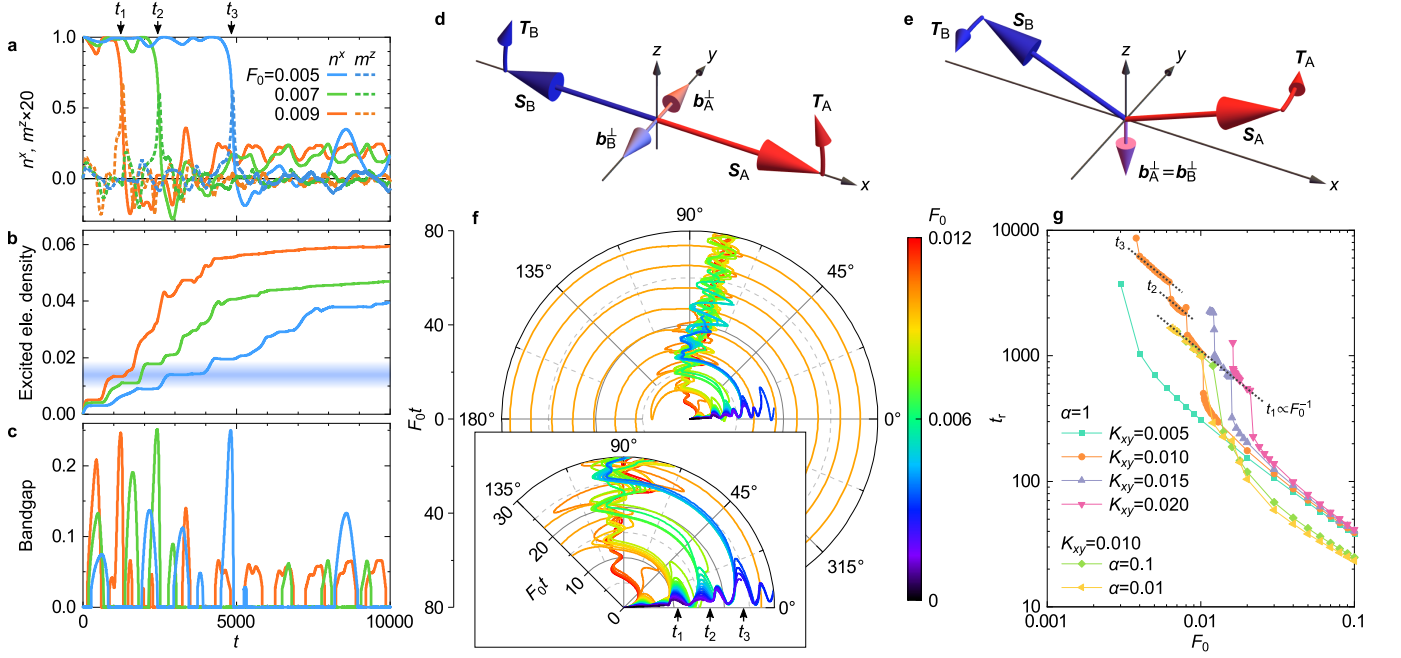 t1 t2 t3
a
1.0
0.5
0.0
nˣ, mᶻ×20
nˣ mᶻ
F₀=0.005
0.007
0.009
b
0.06
0.04
0.02
0.00
Excited ele. density
c
0.2
0.1
0.0
Bandgap
0 5000 10000
t
d
T_B
S_B
z
y
b_A^⊥
b_B^⊥
T_A
S_A
x
e
T_B
S_B
z
y
T_A
S_A
b_A^⊥=b_B^⊥
x
f
80
40
0
40
80
F₀t
90°
135°
45°
180°
0°
315°
90°
135°
45°
30
20
10
0
F₀t
0°
t1 t2 t3
F₀
0.012
0.006
0
g
10000
1000
100
10
t_r
t3
t2
t₁∝F₀⁻¹
α=1
K_xy=0.005
K_xy=0.010
K_xy=0.015
K_xy=0.020
K_xy=0.010
α=0.1
α=0.01
0.001 0.01 0.1
F₀